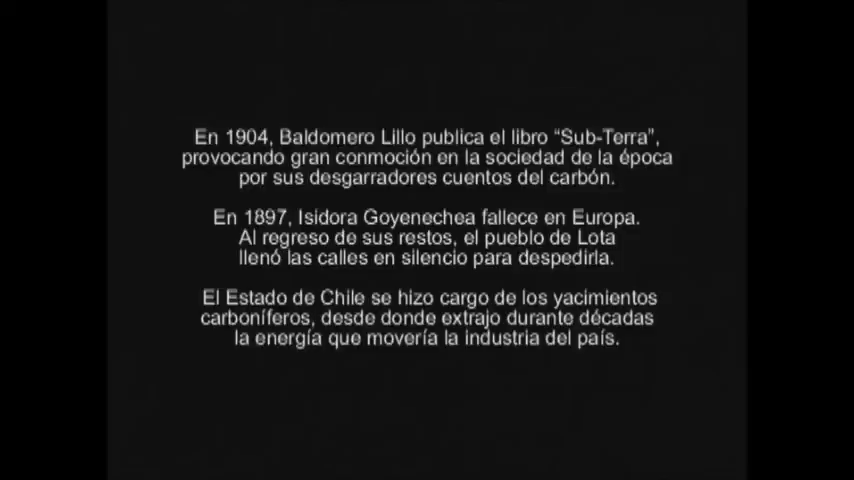 En 1904, Baldomero Lillo publica el libro “Sub-Terra”,
provocando gran conmoción en la sociedad de la época
por sus desgarradores cuentos del carbón.
En 1897, Isidora Goyenechea fallece en Europa.
Al regreso de sus restos, el pueblo de Lota
llenó las calles en silencio para despedirla.
El Estado de Chile se hizo cargo de los yacimientos
carboníferos, desde donde extrajo durante décadas
la energía que movería la industria del país.